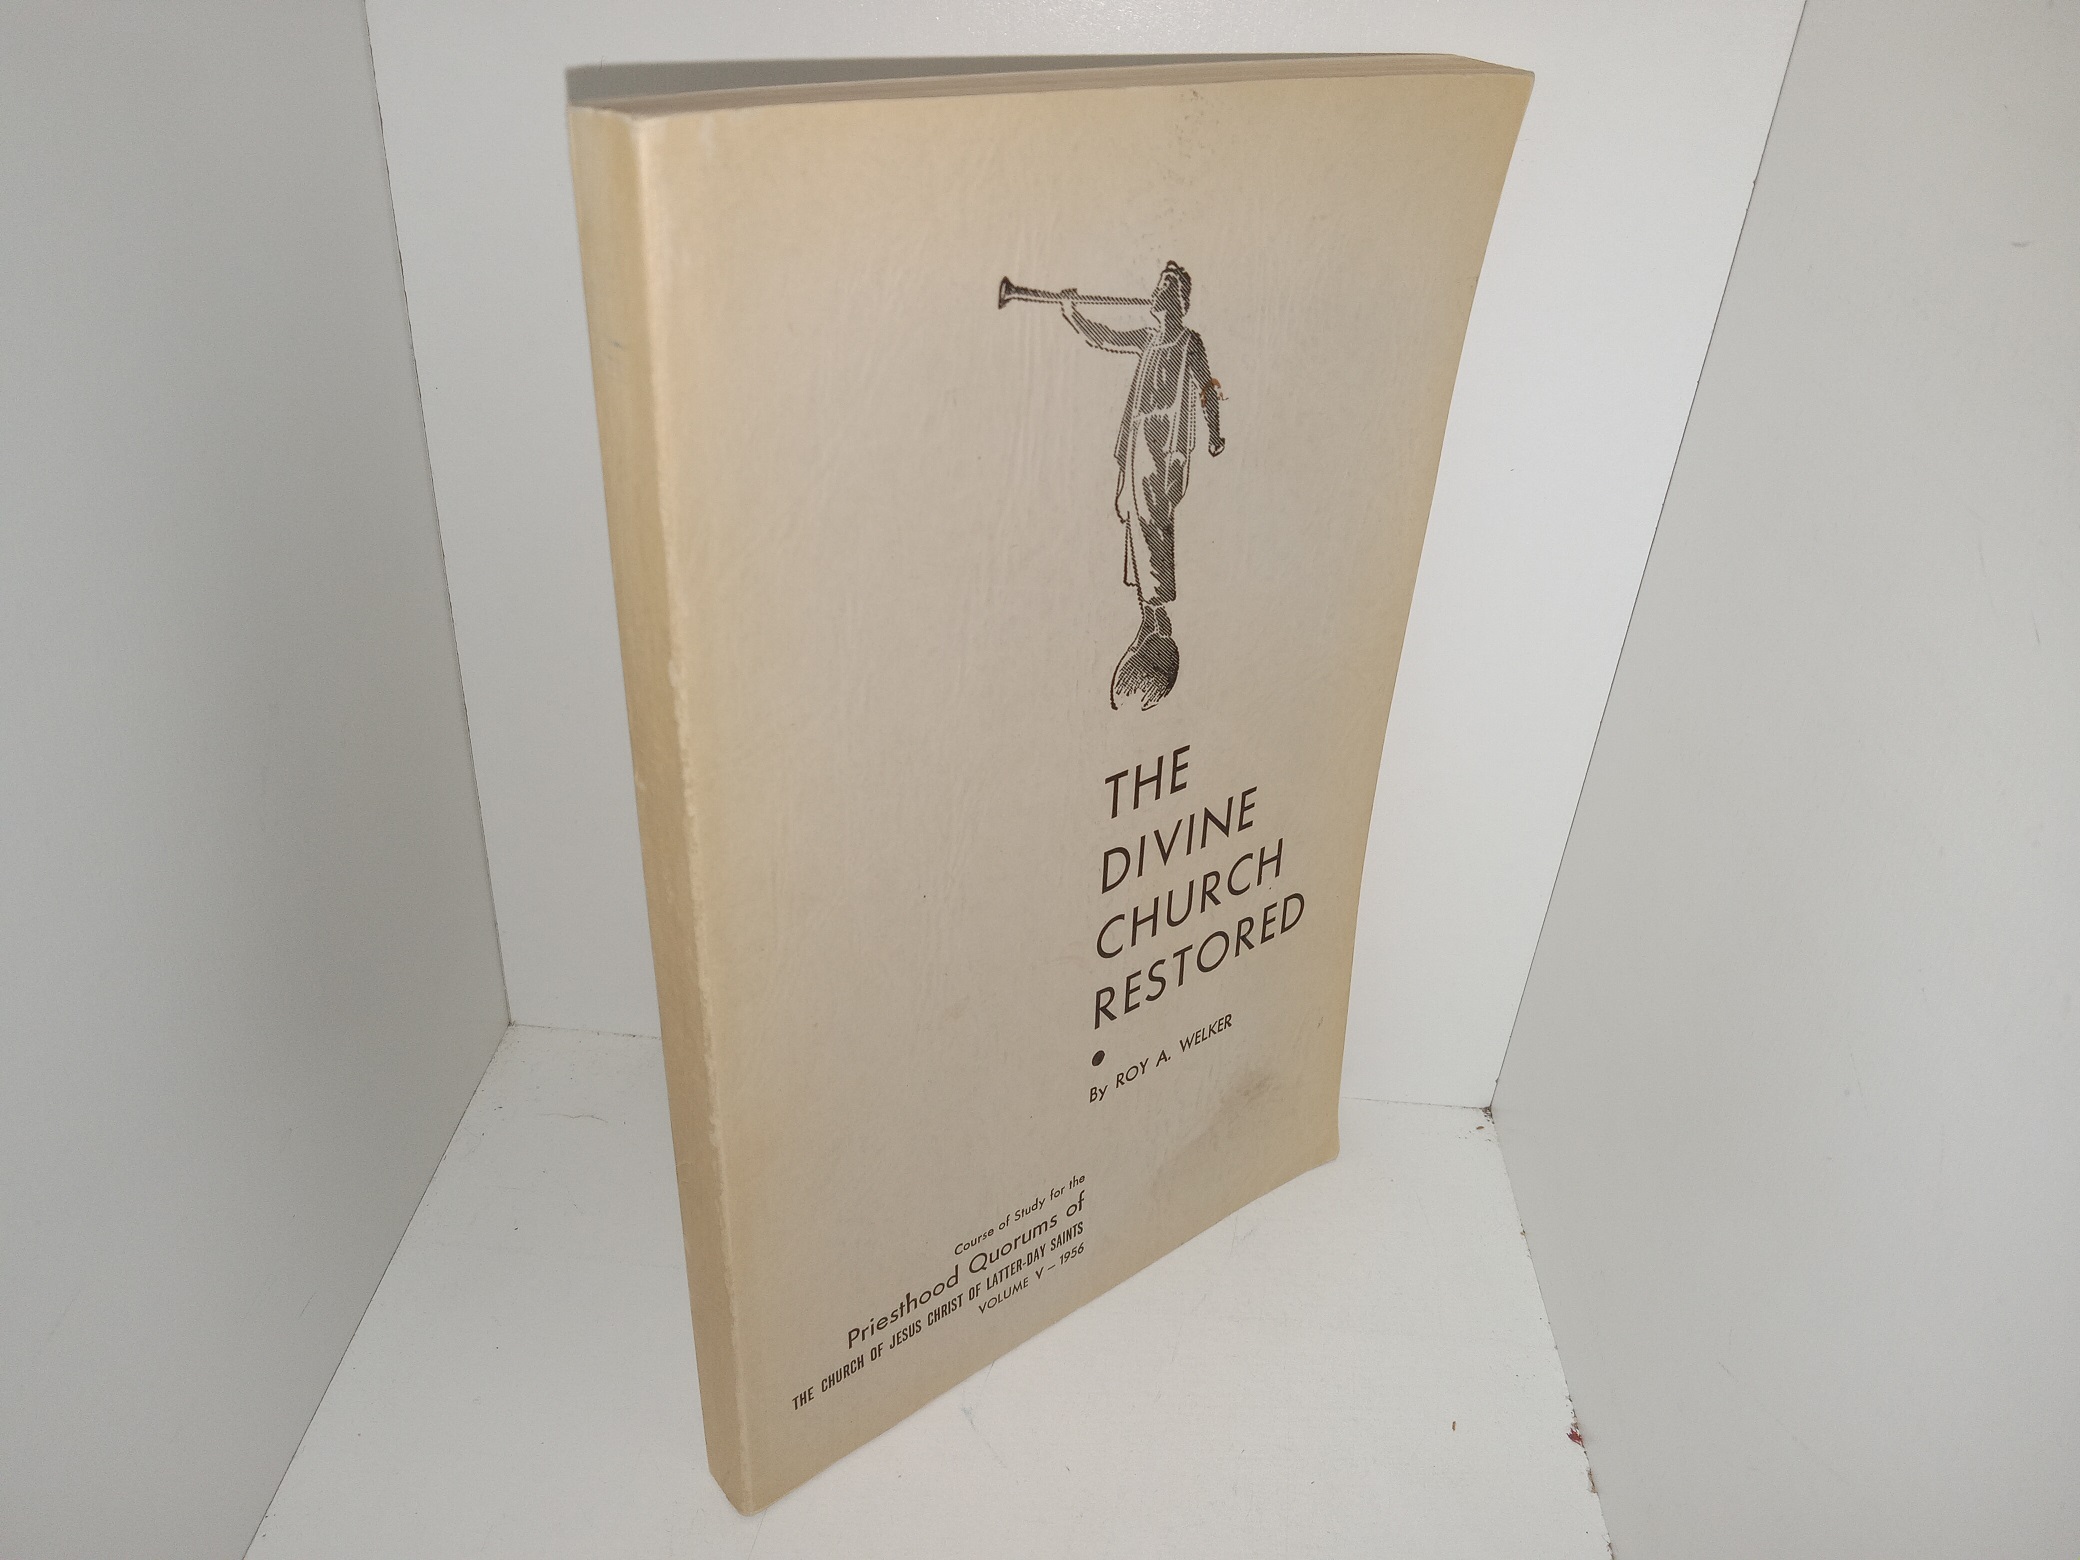 THE
DIVINE
CHURCH
RESTORED
By ROY A. WELKER
Course of Study for the
Priesthood Quorums of
THE CHURCH OF JESUS CHRIST OF LATTER-DAY SAINTS
VOLUME V — 1956